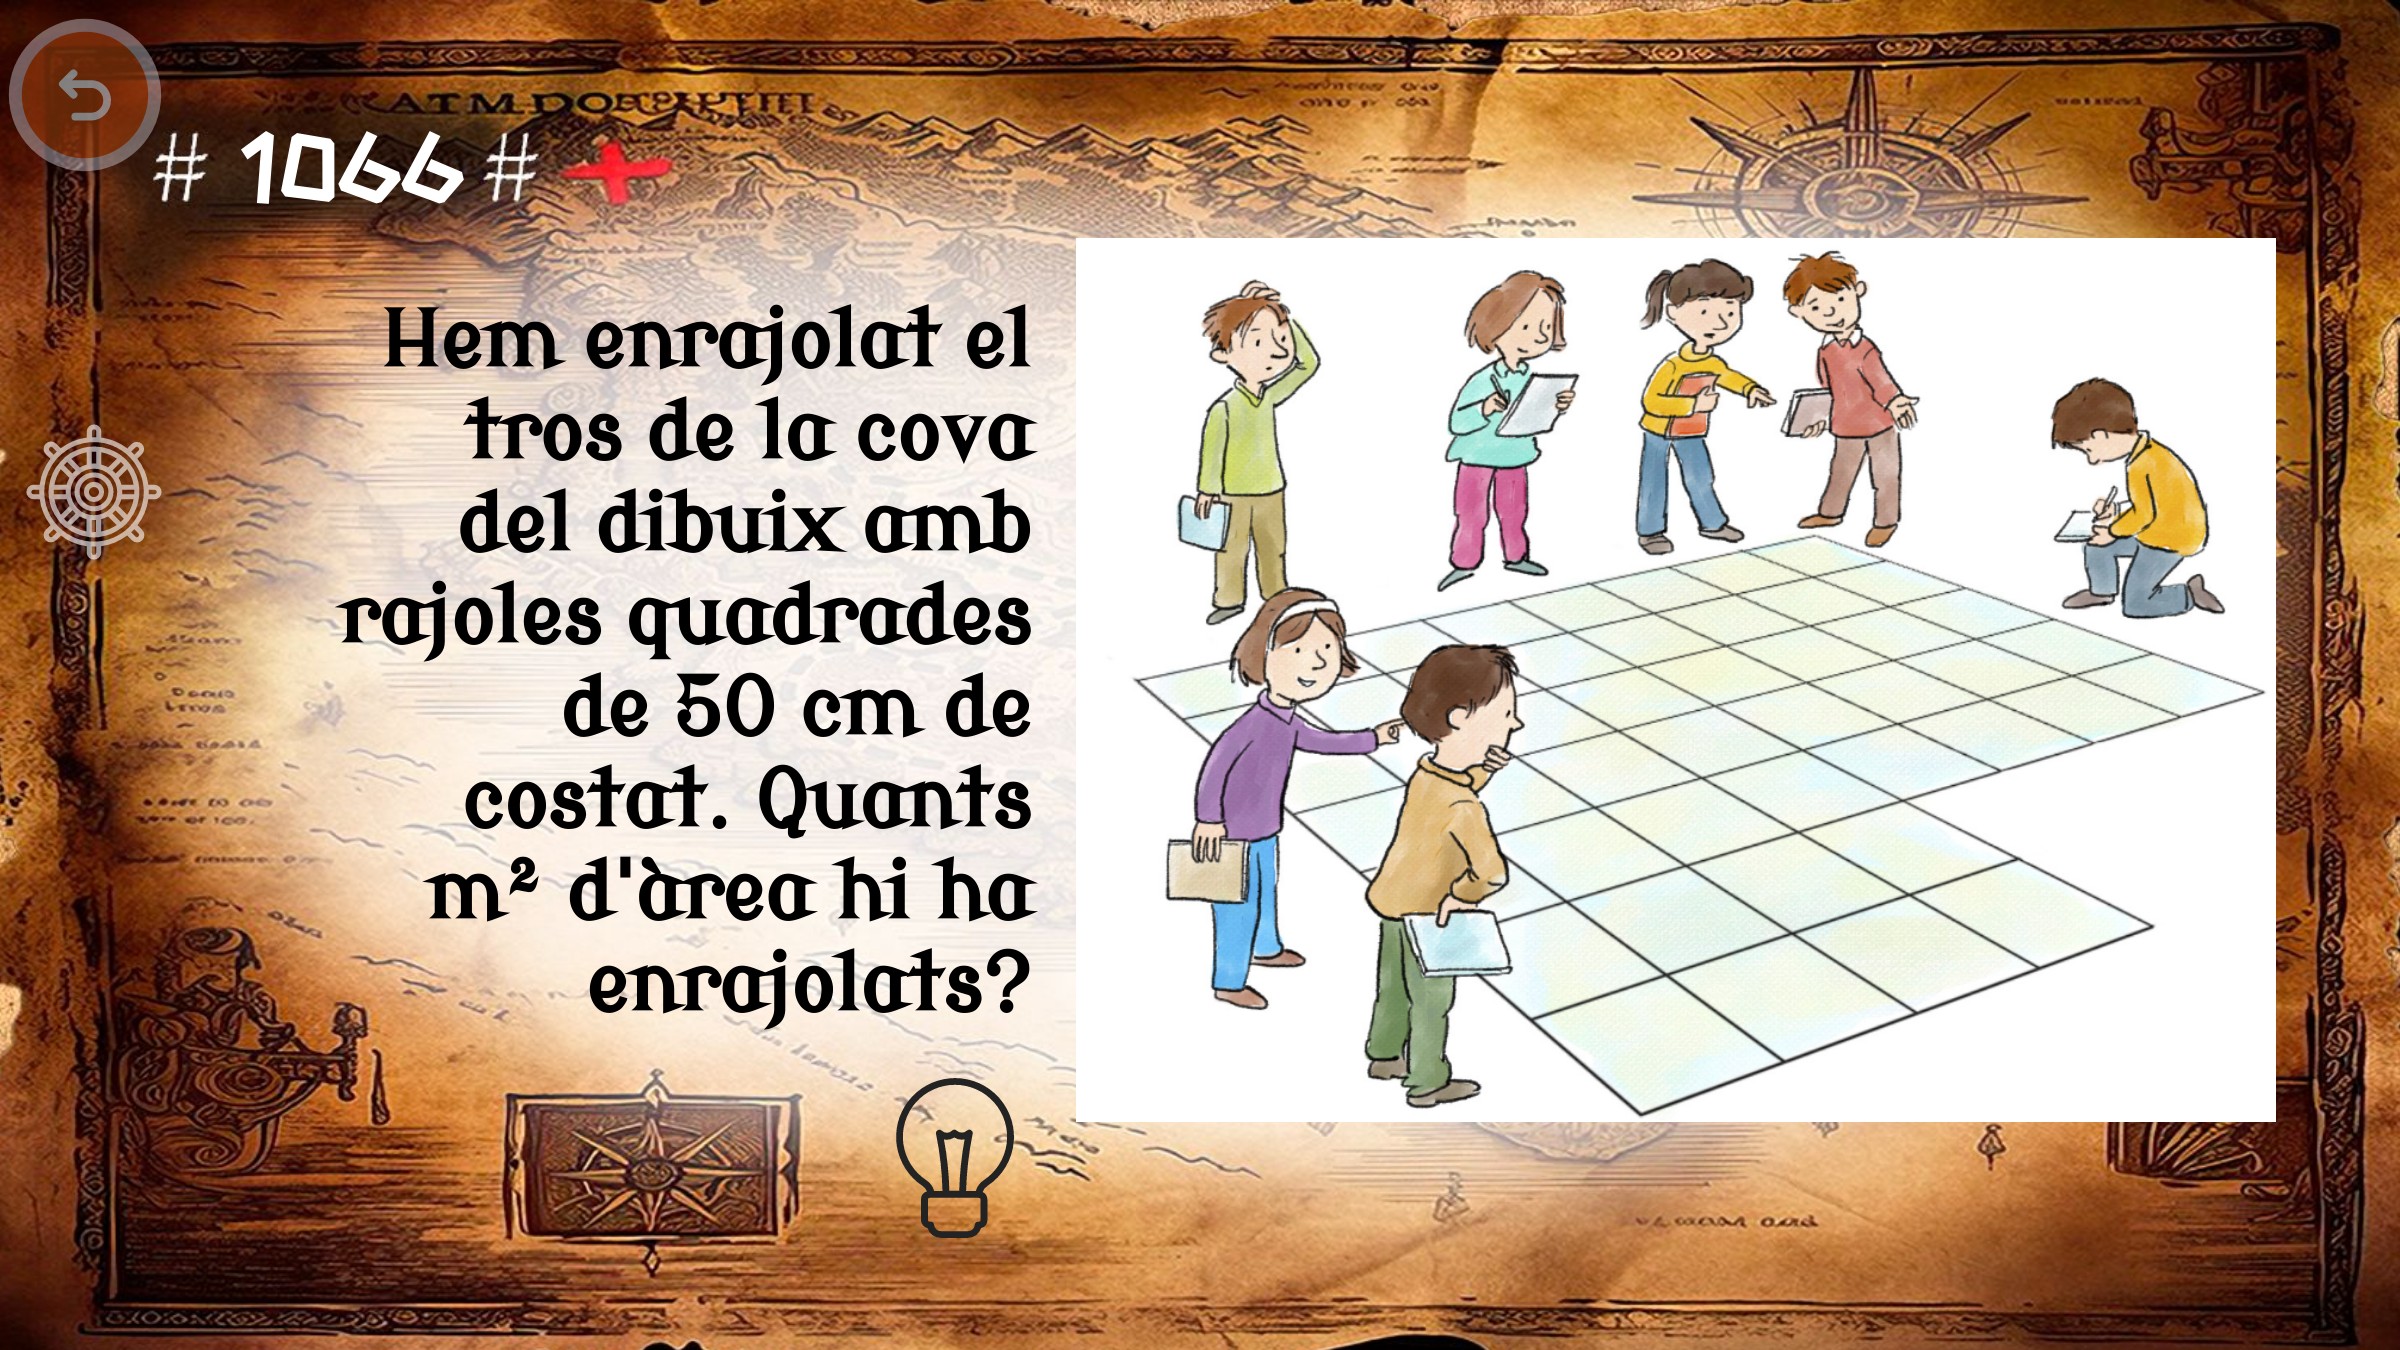 # 1066 #
Hem enrajolat el
tros de la cova
del dibuix amb
rajoles quadrades
de 50 cm de
costat. Quants
m² d'àrea hi ha
enrajolats?